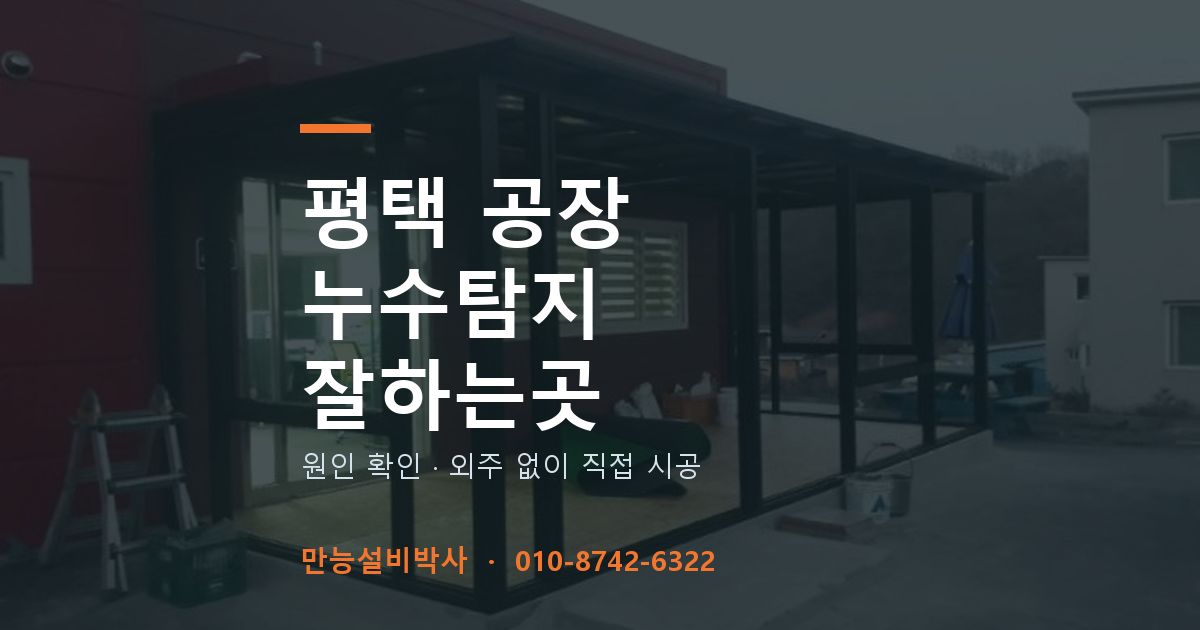 평택 공장
누수탐지
잘하는곳
원인 확인 · 외주 없이 직접 시공
만능설비박사 · 010-8742-6322